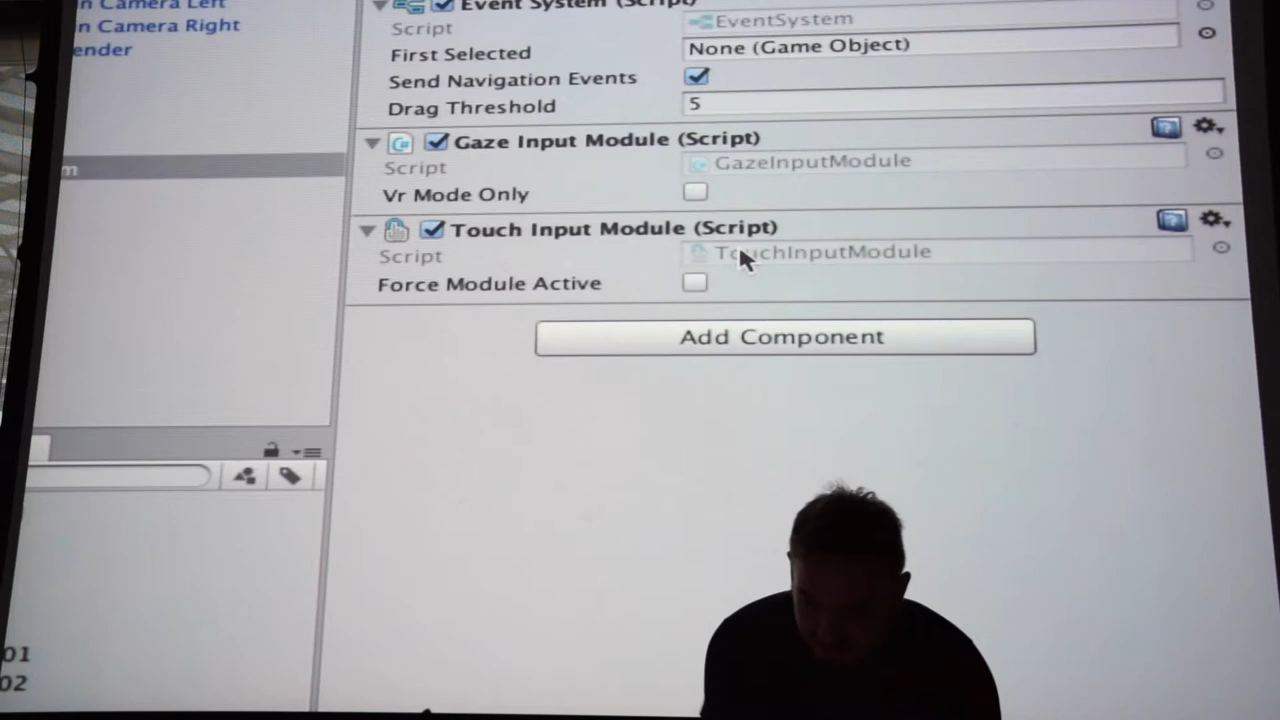 n Camera Left
n Camera Right
ender
m
01
02
Event System (Script)
Script
EventSystem
First Selected
None (Game Object)
Send Navigation Events
Drag Threshold
5
Gaze Input Module (Script)
Script
GazeInputModule
Vr Mode Only
Touch Input Module (Script)
Script
TouchInputModule
Force Module Active
Add Component